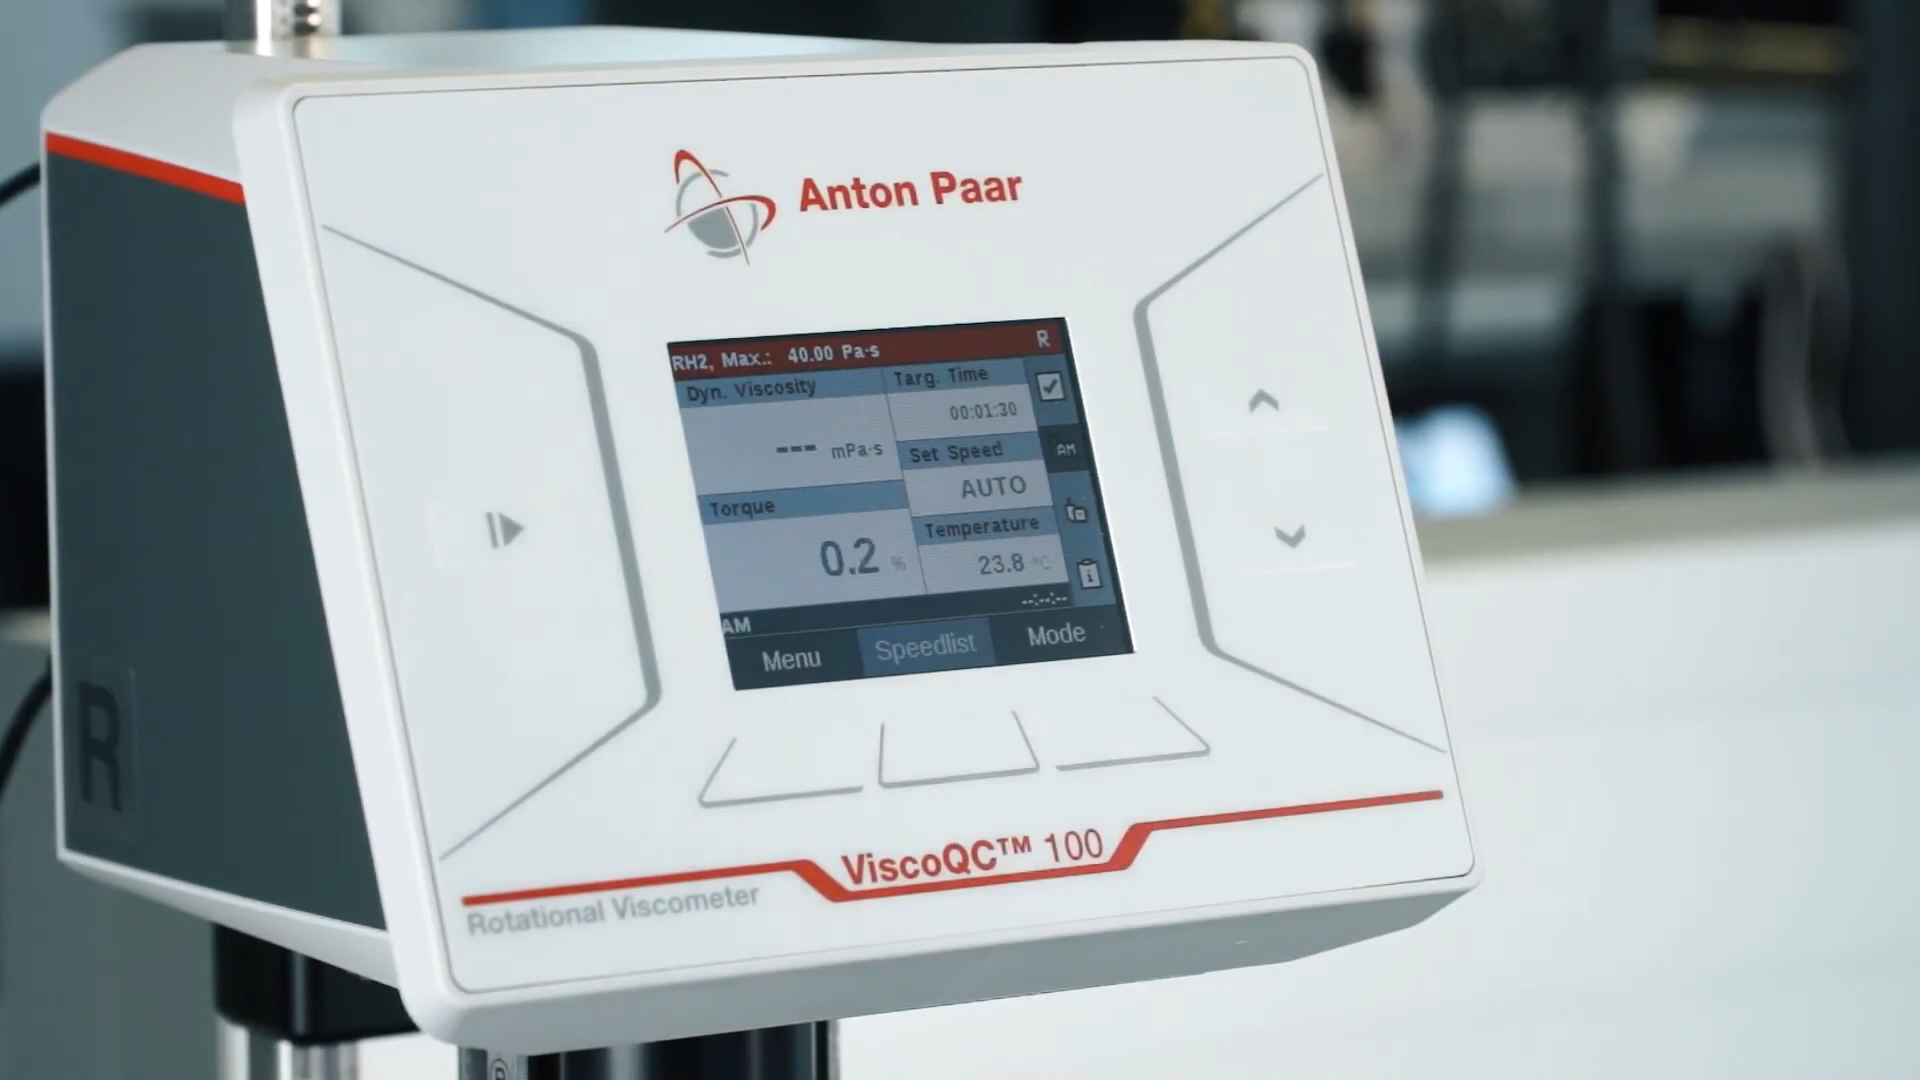 Anton Paar
RH2, Max.: 40.00 Pa·s R
Dyn. Viscosity
--- mPa·s
Targ. Time
00:01:30
Set Speed
AUTO
AM
Torque
0.2 %
Temperature
23.8 °C
--:--:--
AM
Menu Speedlist Mode
R
ViscoQC™ 100
Rotational Viscometer